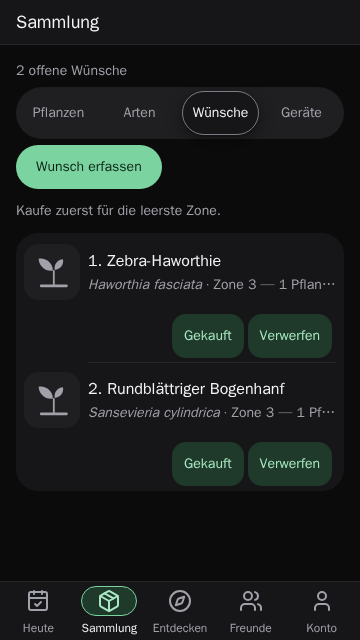 Sammlung
2 offene Wünsche
Pflanzen Arten Wünsche Geräte
Wunsch erfassen
Kaufe zuerst für die leerste Zone.
1. Zebra-Haworthie
Haworthia fasciata · Zone 3 — 1 Pflan…
Gekauft Verwerfen
2. Rundblättriger Bogenhanf
Sansevieria cylindrica · Zone 3 — 1 Pf…
Gekauft Verwerfen
Heute Sammlung Entdecken Freunde Konto